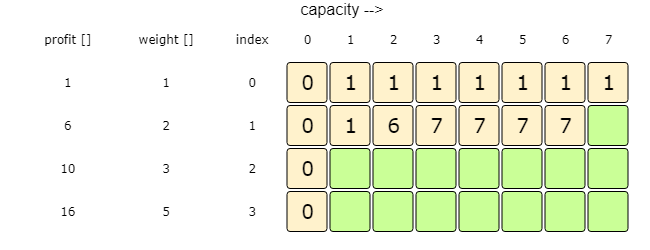 capacity -->
profit [] weight [] index 0 1 2 3 4 5 6 7
1 1 0 0 1 1 1 1 1 1 1
6 2 1 0 1 6 7 7 7 7
10 3 2 0
16 5 3 0